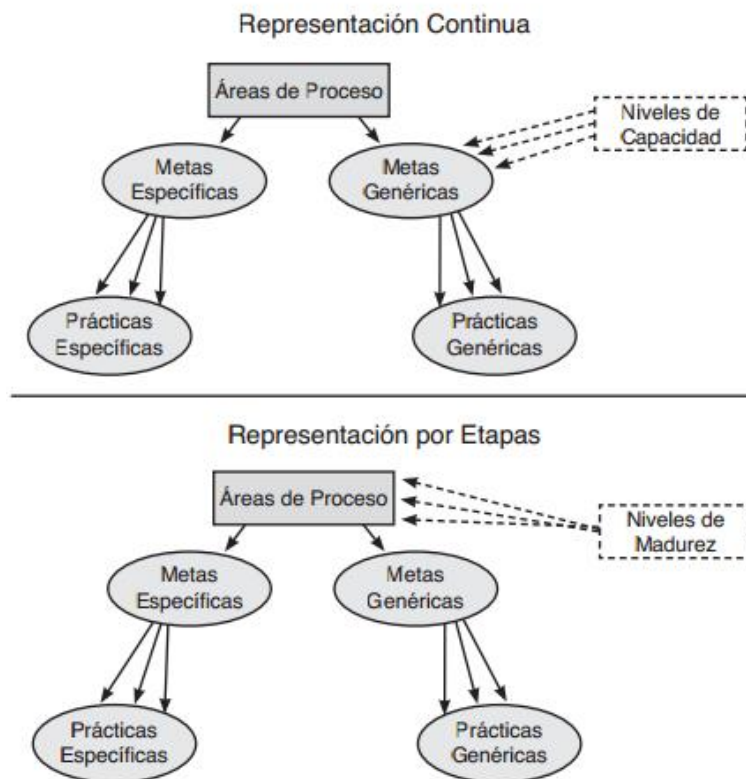 Representación Continua
Áreas de Proceso
Niveles de
Capacidad
Metas
Específicas
Metas
Genéricas
Prácticas
Específicas
Prácticas
Genéricas
Representación por Etapas
Áreas de Proceso
Niveles de
Madurez
Metas
Específicas
Metas
Genéricas
Prácticas
Específicas
Prácticas
Genéricas